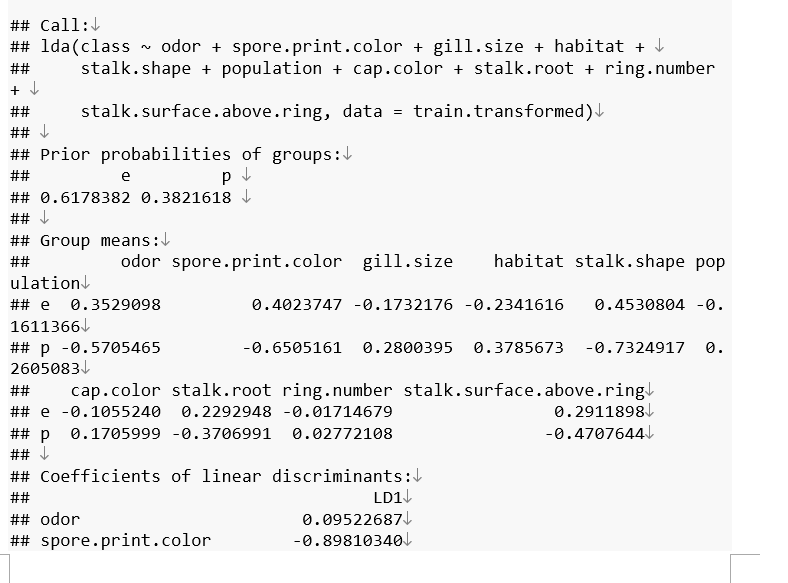 ## Call:↓
## lda(class ~ odor + spore.print.color + gill.size + habitat + ↓
##     stalk.shape + population + cap.color + stalk.root + ring.number
+ ↓
##     stalk.surface.above.ring, data = train.transformed)↓
## ↓
## Prior probabilities of groups:↓
##         e         p ↓
## 0.6178382 0.3821618 ↓
## ↓
## Group means:↓
##         odor spore.print.color  gill.size    habitat stalk.shape pop
ulation↓
## e  0.3529098         0.4023747 -0.1732176 -0.2341616   0.4530804 -0.
1611366↓
## p -0.5705465        -0.6505161  0.2800395  0.3785673  -0.7324917  0.
2605083↓
##    cap.color stalk.root ring.number stalk.surface.above.ring↓
## e -0.1055240  0.2292948 -0.01714679                0.2911898↓
## p  0.1705999 -0.3706991  0.02772108               -0.4707644↓
## ↓
## Coefficients of linear discriminants:↓
##                                  LD1↓
## odor                      0.09522687↓
## spore.print.color        -0.89810340↓